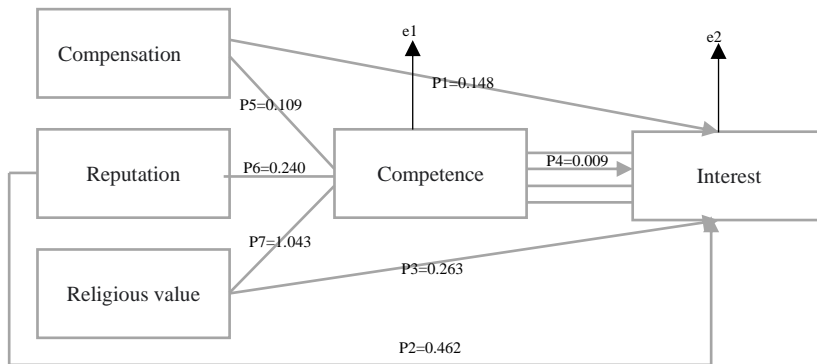 e1
e2
Compensation
P1=0.148
P5=0.109
Reputation
P6=0.240
Competence
P4=0.009
Interest
P7=1.043
Religious value
P3=0.263
P2=0.462